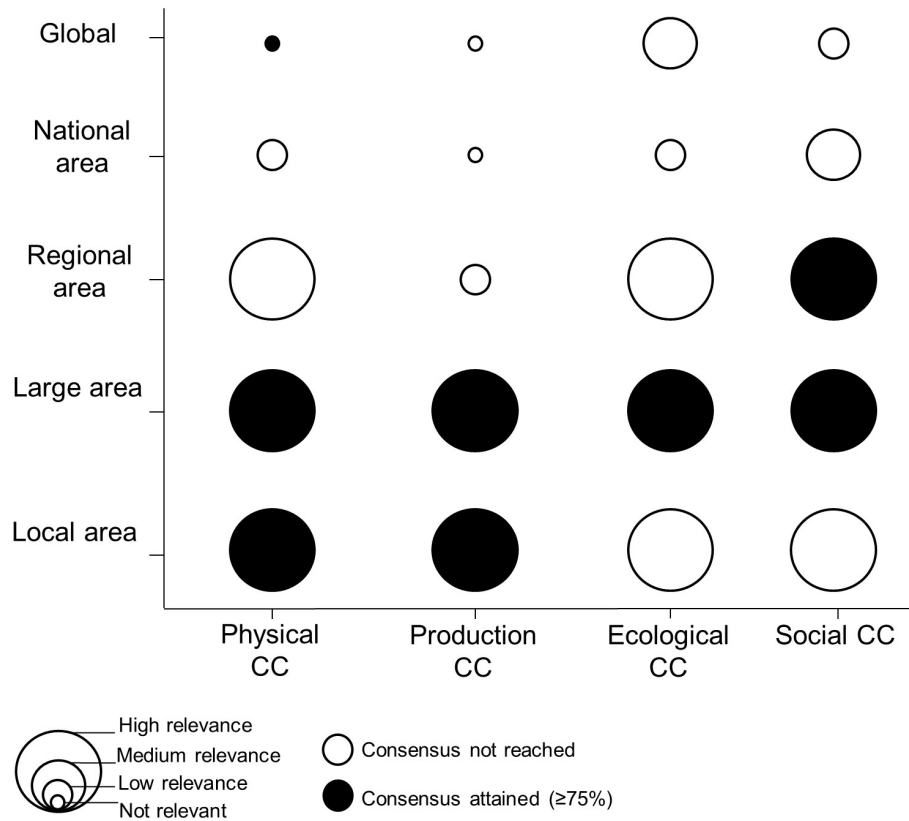 Global
National
area
Regional
area
Large area
Local area
Physical
CC
Production
CC
Ecological
CC
Social CC
High relevance
Medium relevance
Low relevance
Not relevant
Consensus not reached
Consensus attained (≥75%)